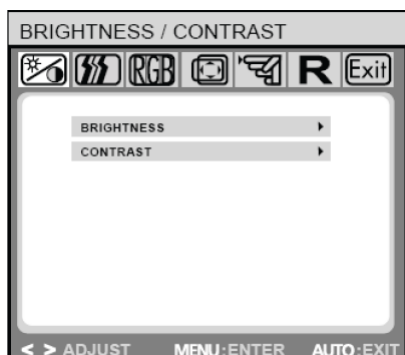 BRIGHTNESS / CONTRAST
RGB R Exit
BRIGHTNESS
CONTRAST
< > ADJUST MENU:ENTER AUTO:EXIT